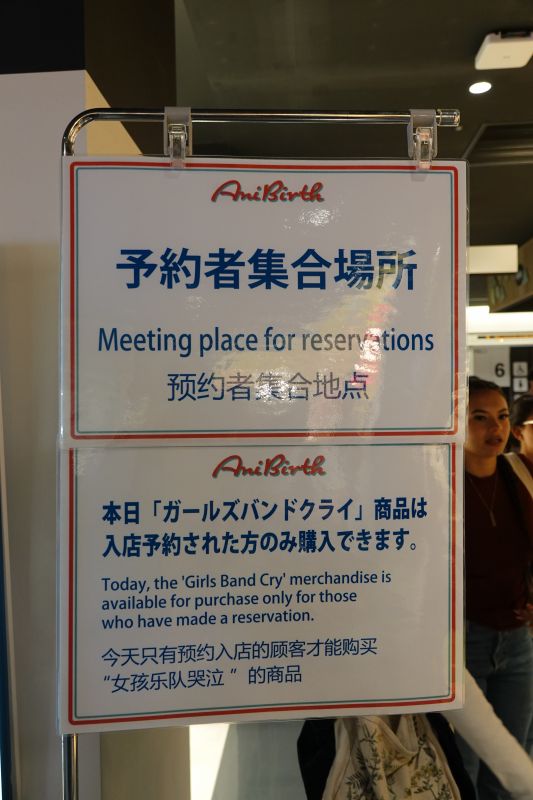 AniBirth
予約者集合場所
Meeting place for reservations
预约者集合地点
AniBirth
本日「ガールズバンドクライ」商品は
入店予約された方のみ購入できます。
Today, the 'Girls Band Cry' merchandise is
available for purchase only for those
who have made a reservation.
今天只有预约入店的顾客才能购买
“女孩乐队哭泣 ”的商品
6